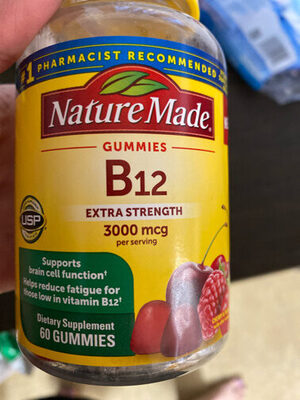 #1 PHARMACIST RECOMMENDED
Nature Made®
GUMMIES
B12
EXTRA STRENGTH
3000 mcg
per serving
USP
Supports
brain cell function†
Helps reduce fatigue for
those low in vitamin B12†
Dietary Supplement
60 GUMMIES